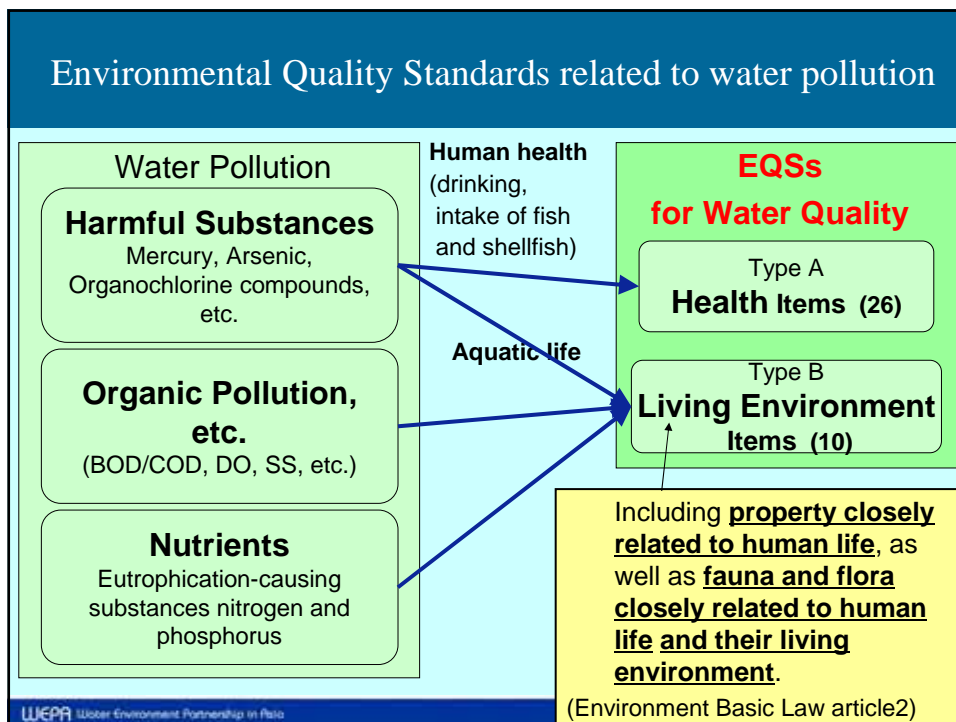 Environmental Quality Standards related to water pollution
Water Pollution
Harmful Substances
Mercury, Arsenic,
Organochlorine compounds,
etc.
Organic Pollution,
etc.
(BOD/COD, DO, SS, etc.)
Nutrients
Eutrophication-causing
substances nitrogen and
phosphorus
Human health
(drinking,
intake of fish
and shellfish)
Aquatic life
EQSs
for Water Quality
Type A
Health Items (26)
Type B
Living Environment
Items (10)
Including property closely
related to human life, as
well as fauna and flora
closely related to human
life and their living
environment.
(Environment Basic Law article2)
WEPA Water Environment Partnership in Asia